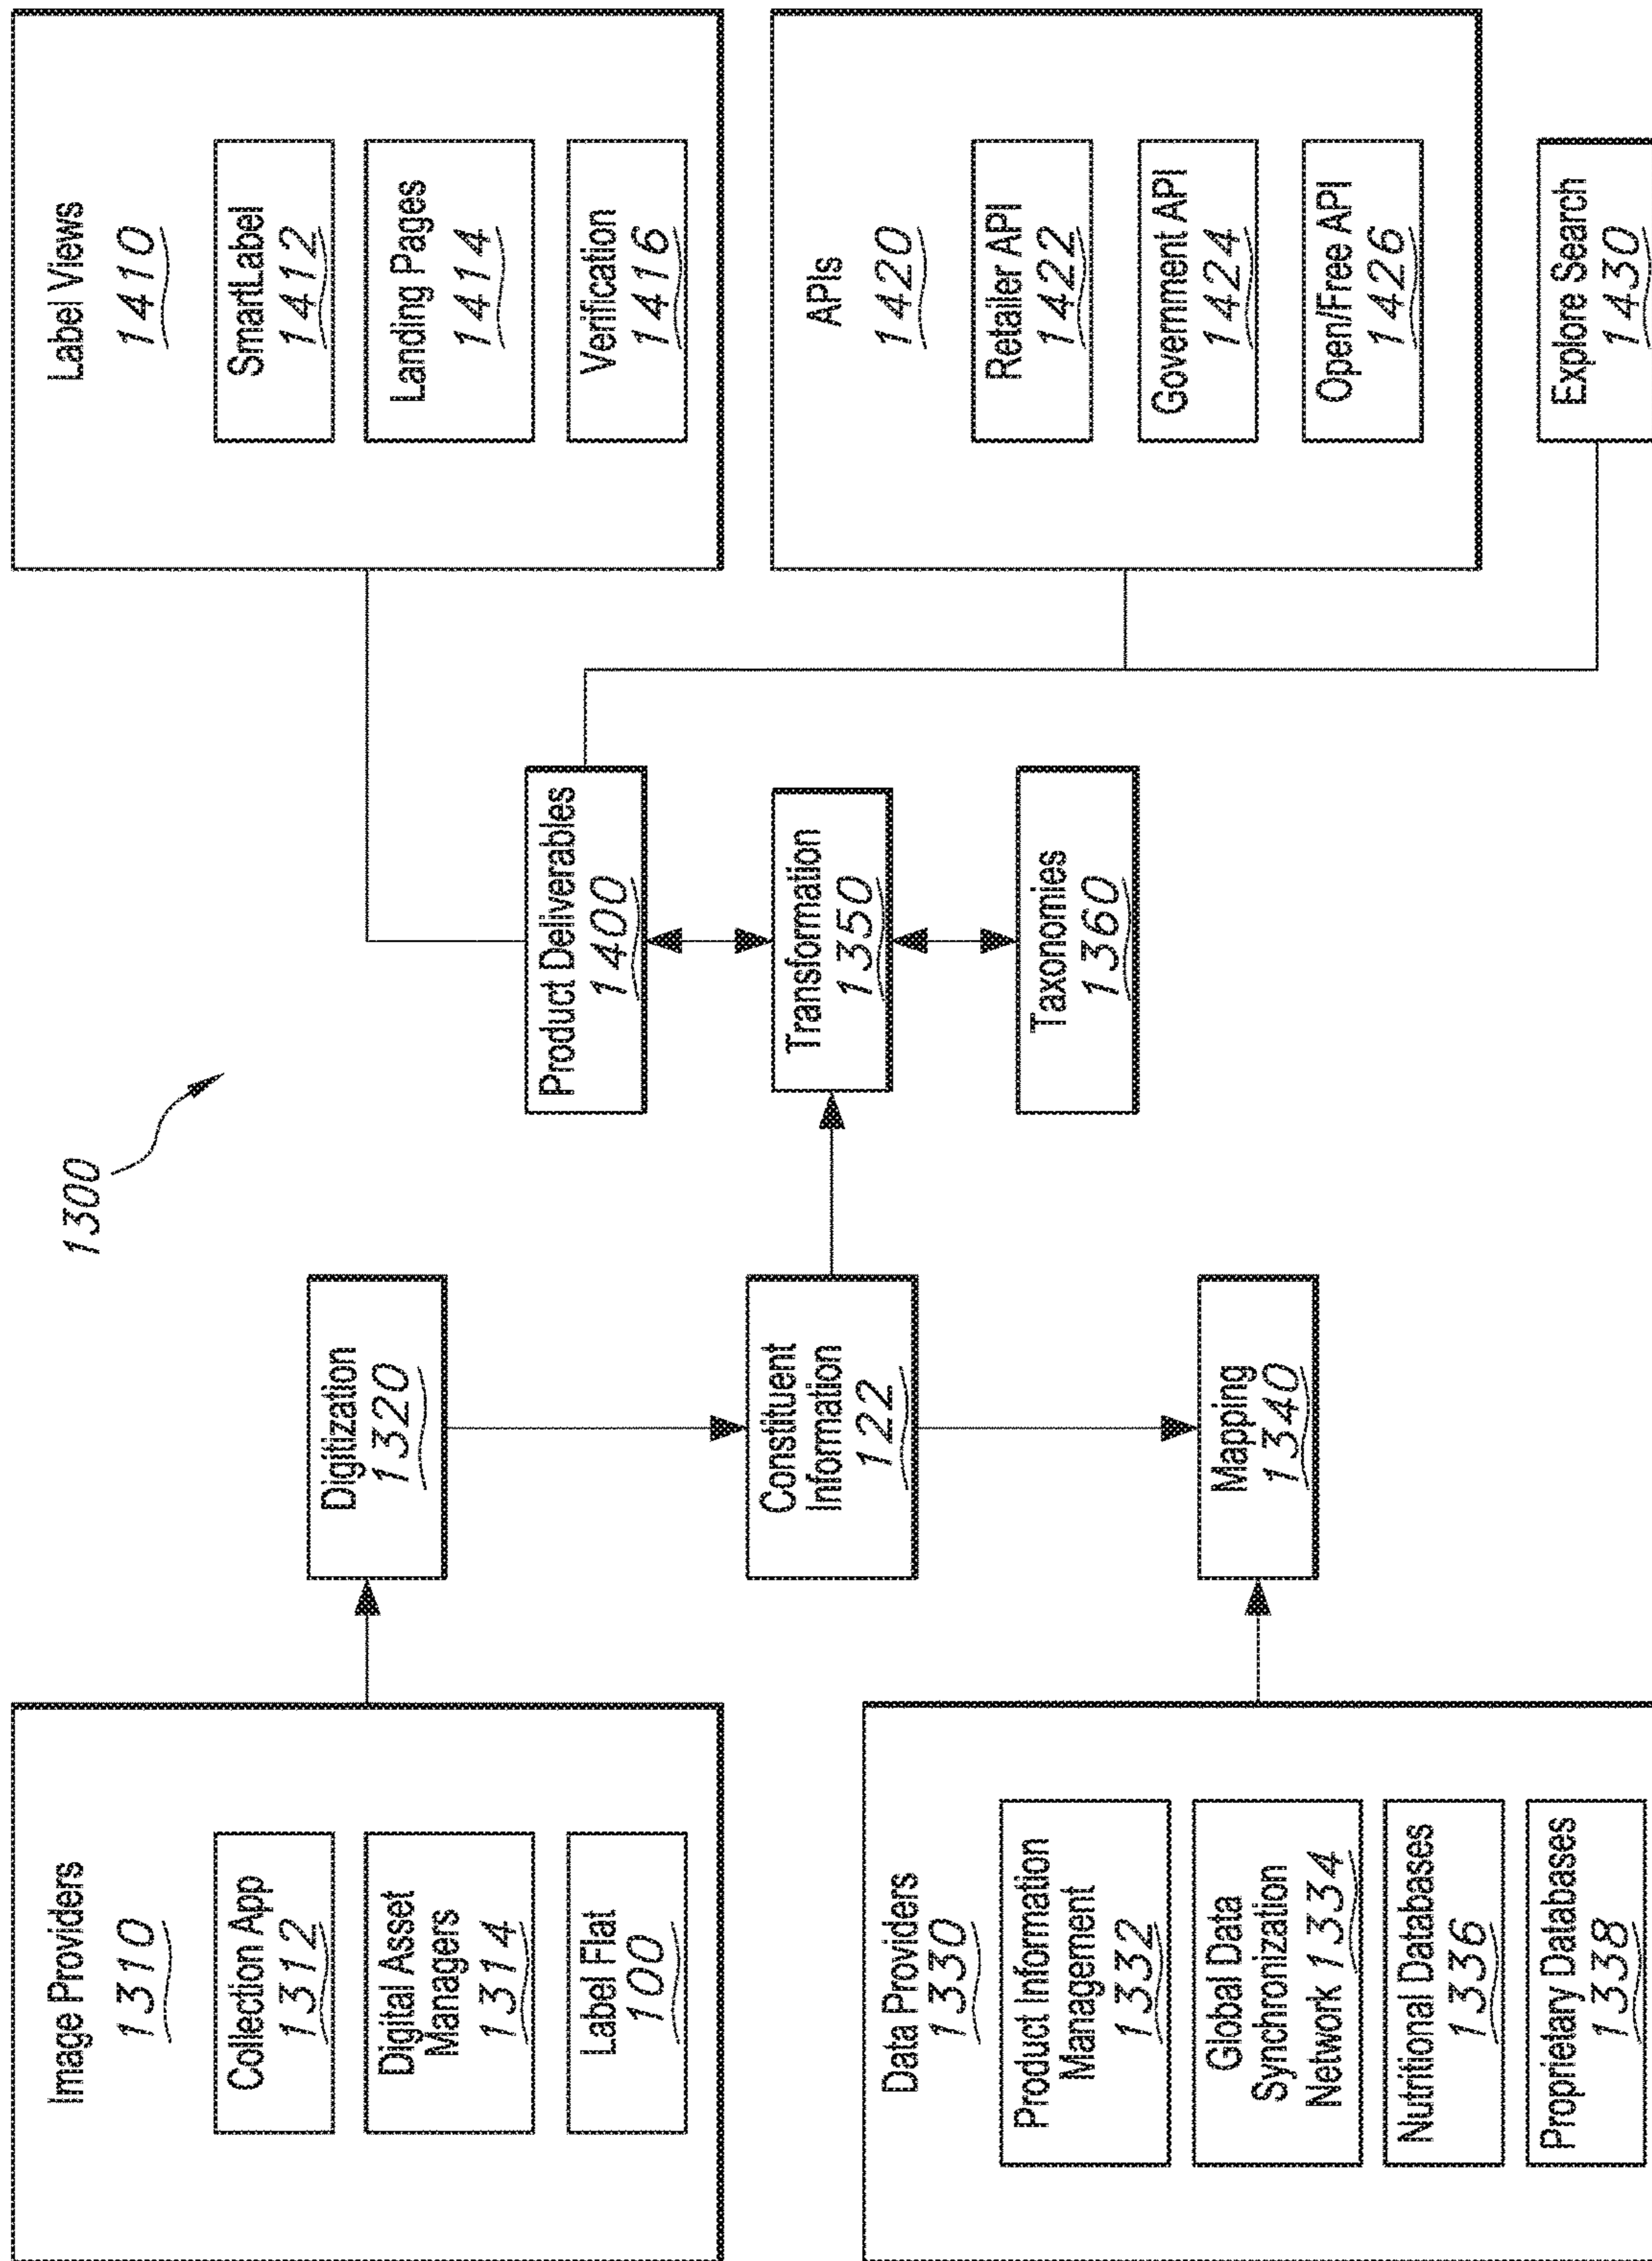 1300
Image Providers
1310
Collection App
1312
Digital Asset
Managers
1314
Label Flat
100
Data Providers
1330
Product Information
Management
1332
Global Data
Synchronization
Network 1334
Nutritional Databases
1336
Proprietary Databases
1338
Digitization
1320
Constituent
Information
122
Mapping
1340
Product Deliverables
1400
Transformation
1350
Taxonomies
1360
Label Views
1410
SmartLabel
1412
Landing Pages
1414
Verification
1416
APIs
1420
Retailer API
1422
Government API
1424
Open/Free API
1426
Explore Search
1430